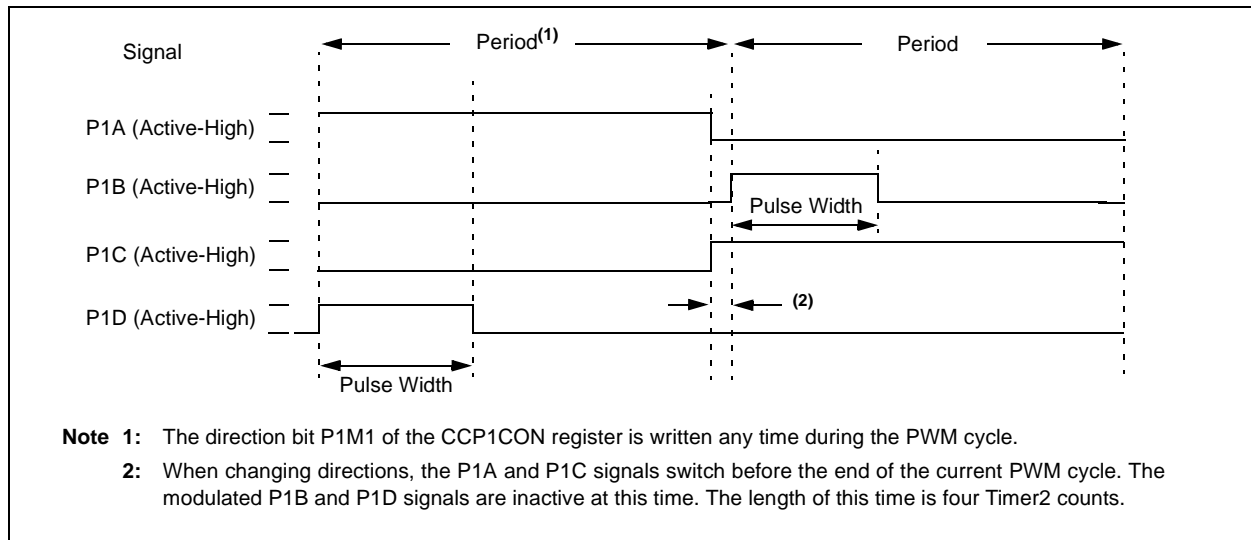 Signal
Period(1)
Period
P1A (Active-High)
P1B (Active-High)
Pulse Width
P1C (Active-High)
(2)
P1D (Active-High)
Pulse Width
Note 1: The direction bit P1M1 of the CCP1CON register is written any time during the PWM cycle.
2: When changing directions, the P1A and P1C signals switch before the end of the current PWM cycle. The
modulated P1B and P1D signals are inactive at this time. The length of this time is four Timer2 counts.